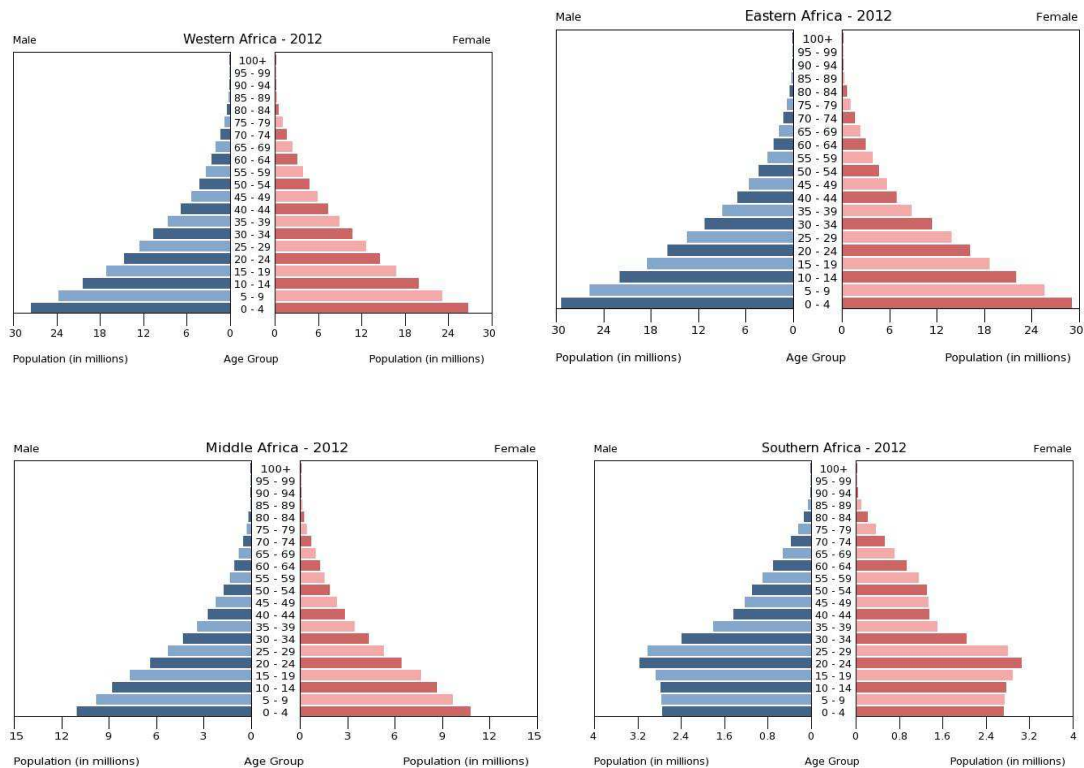 Western Africa - 2012
Male Female
100+
95 - 99
90 - 94
85 - 89
80 - 84
75 - 79
70 - 74
65 - 69
60 - 64
55 - 59
50 - 54
45 - 49
40 - 44
35 - 39
30 - 34
25 - 29
20 - 24
15 - 19
10 - 14
5 - 9
0 - 4
30 24 18 12 6 0 0 6 12 18 24 30
Population (in millions) Age Group Population (in millions)
Eastern Africa - 2012
Male Female
100+
95 - 99
90 - 94
85 - 89
80 - 84
75 - 79
70 - 74
65 - 69
60 - 64
55 - 59
50 - 54
45 - 49
40 - 44
35 - 39
30 - 34
25 - 29
20 - 24
15 - 19
10 - 14
5 - 9
0 - 4
30 24 18 12 6 0 0 6 12 18 24 30
Population (in millions) Age Group Population (in millions)
Middle Africa - 2012
Male Female
100+
95 - 99
90 - 94
85 - 89
80 - 84
75 - 79
70 - 74
65 - 69
60 - 64
55 - 59
50 - 54
45 - 49
40 - 44
35 - 39
30 - 34
25 - 29
20 - 24
15 - 19
10 - 14
5 - 9
0 - 4
15 12 9 6 3 0 0 3 6 9 12 15
Population (in millions) Age Group Population (in millions)
Southern Africa - 2012
Male Female
100+
95 - 99
90 - 94
85 - 89
80 - 84
75 - 79
70 - 74
65 - 69
60 - 64
55 - 59
50 - 54
45 - 49
40 - 44
35 - 39
30 - 34
25 - 29
20 - 24
15 - 19
10 - 14
5 - 9
0 - 4
4 3.2 2.4 1.6 0.8 0 0 0.8 1.6 2.4 3.2 4
Population (in millions) Age Group Population (in millions)